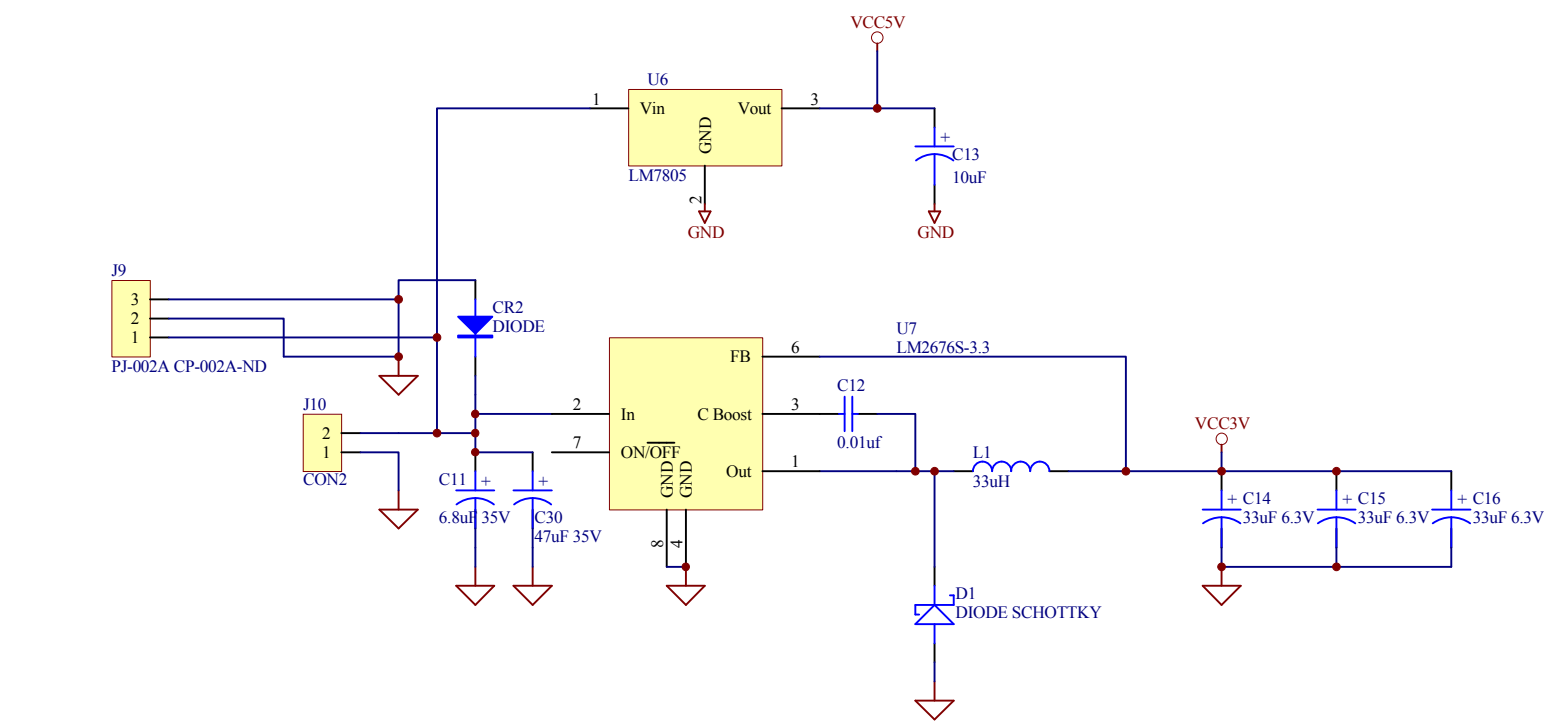 VCC5V
U6
1
Vin
Vout
3
GND
LM7805
2
C13
10uF
GND
GND
J9
3
2
1
PJ-002A CP-002A-ND
CR2
DIODE
J10
2
1
CON2
U7
LM2676S-3.3
FB
6
2
In
C Boost
3
C12
0.01uf
7
ON/OFF
Out
1
GND
GND
8
4
C11
6.8uF 35V
C30
47uF 35V
L1
33uH
VCC3V
C14
33uF 6.3V
C15
33uF 6.3V
C16
33uF 6.3V
D1
DIODE SCHOTTKY